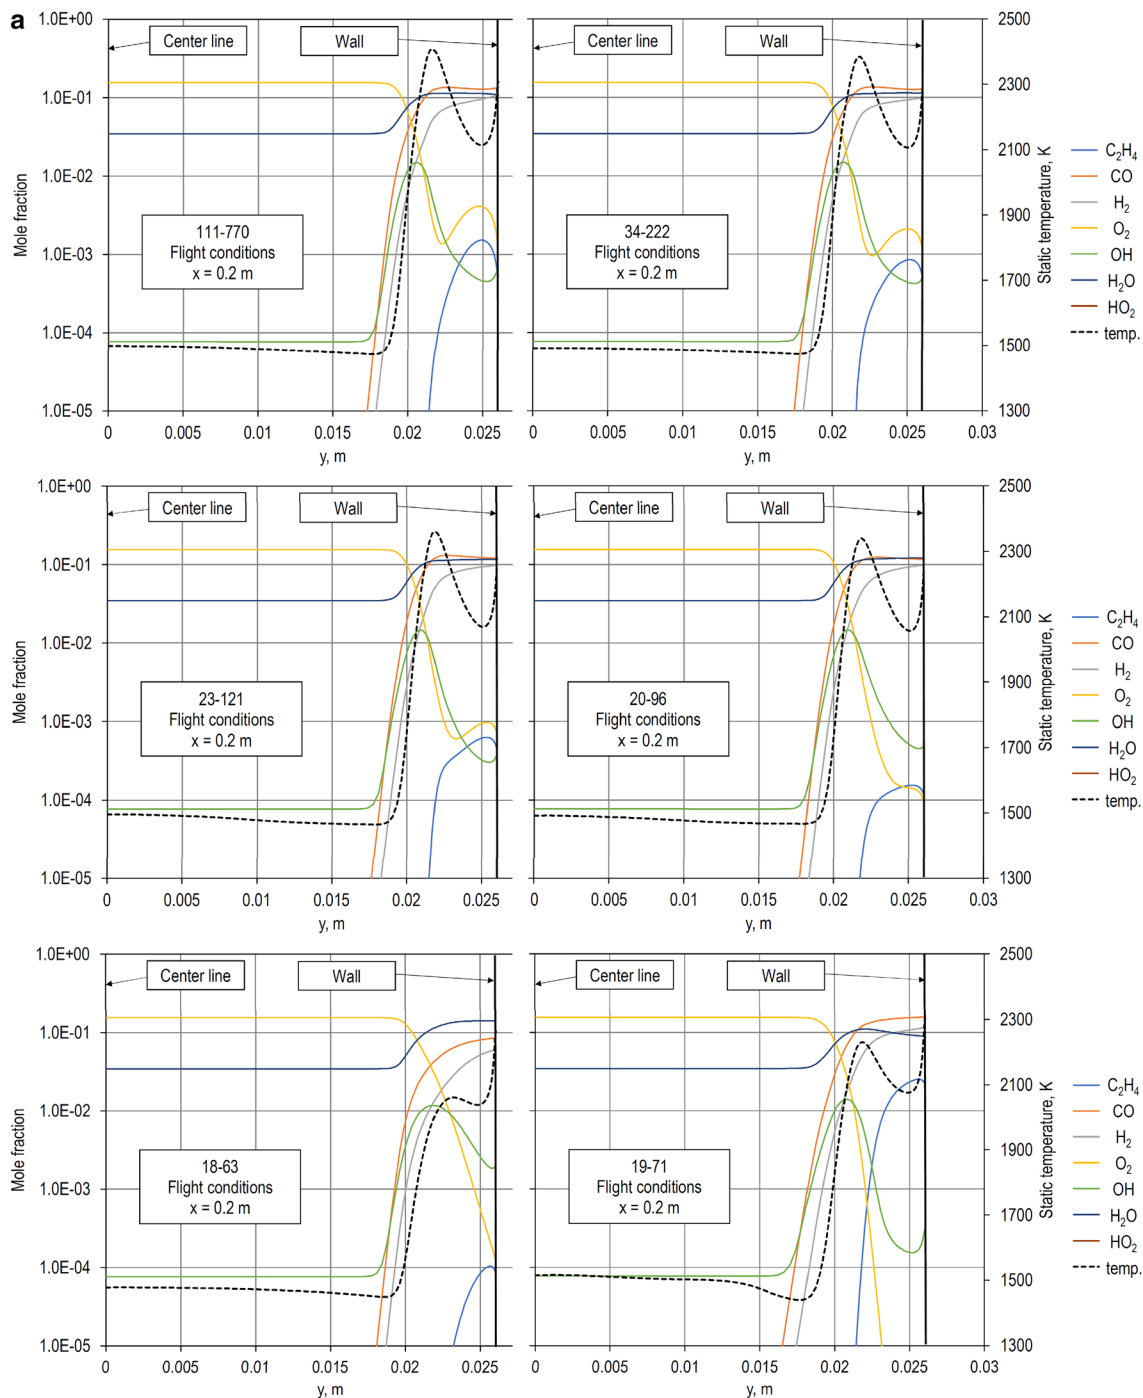 a
1.0E+00
1.0E-01
1.0E-02
1.0E-03
1.0E-04
1.0E-05
Mole fraction
Center line
Wall
111-770
Flight conditions
x = 0.2 m
0 0.005 0.01 0.015 0.02 0.025
y, m
Center line
Wall
34-222
Flight conditions
x = 0.2 m
0 0.005 0.01 0.015 0.02 0.025 0.03
y, m
2500
2300
2100
1900
1700
1500
1300
Static temperature, K
C2H4
CO
H2
O2
OH
H2O
HO2
temp.
1.0E+00
1.0E-01
1.0E-02
1.0E-03
1.0E-04
1.0E-05
Mole fraction
Center line
Wall
23-121
Flight conditions
x = 0.2 m
0 0.005 0.01 0.015 0.02 0.025
y, m
Center line
Wall
20-96
Flight conditions
x = 0.2 m
0 0.005 0.01 0.015 0.02 0.025 0.03
y, m
2500
2300
2100
1900
1700
1500
1300
Static temperature, K
C2H4
CO
H2
O2
OH
H2O
HO2
temp.
1.0E+00
1.0E-01
1.0E-02
1.0E-03
1.0E-04
1.0E-05
Mole fraction
Center line
Wall
18-63
Flight conditions
x = 0.2 m
0 0.005 0.01 0.015 0.02 0.025
y, m
Center line
Wall
19-71
Flight conditions
x = 0.2 m
0 0.005 0.01 0.015 0.02 0.025 0.03
y, m
2500
2300
2100
1900
1700
1500
1300
Static temperature, K
C2H4
CO
H2
O2
OH
H2O
HO2
temp.